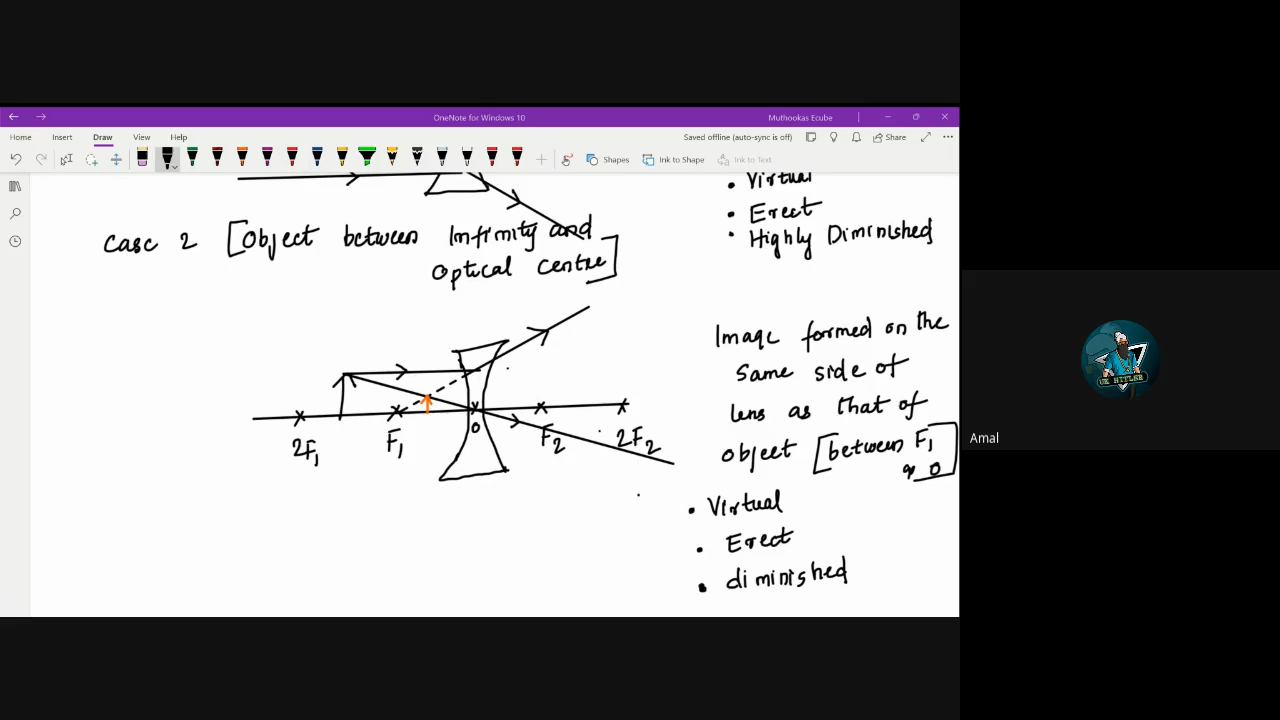 OneNote for Windows 10
Muthookas Ecube
Home Insert Draw View Help
Saved offline (auto-sync is off)
Share
Shapes
Ink to Shape
Ink to Text
• Virtual
• Erect
• Highly Diminished
Case 2 [Object between Infinity and
Optical centre]
Image formed on the
same side of
lens as that of
object [between F₁
O]
2F₁ F₁ O F₂ 2F₂
• Virtual
• Erect
• diminished
Amal